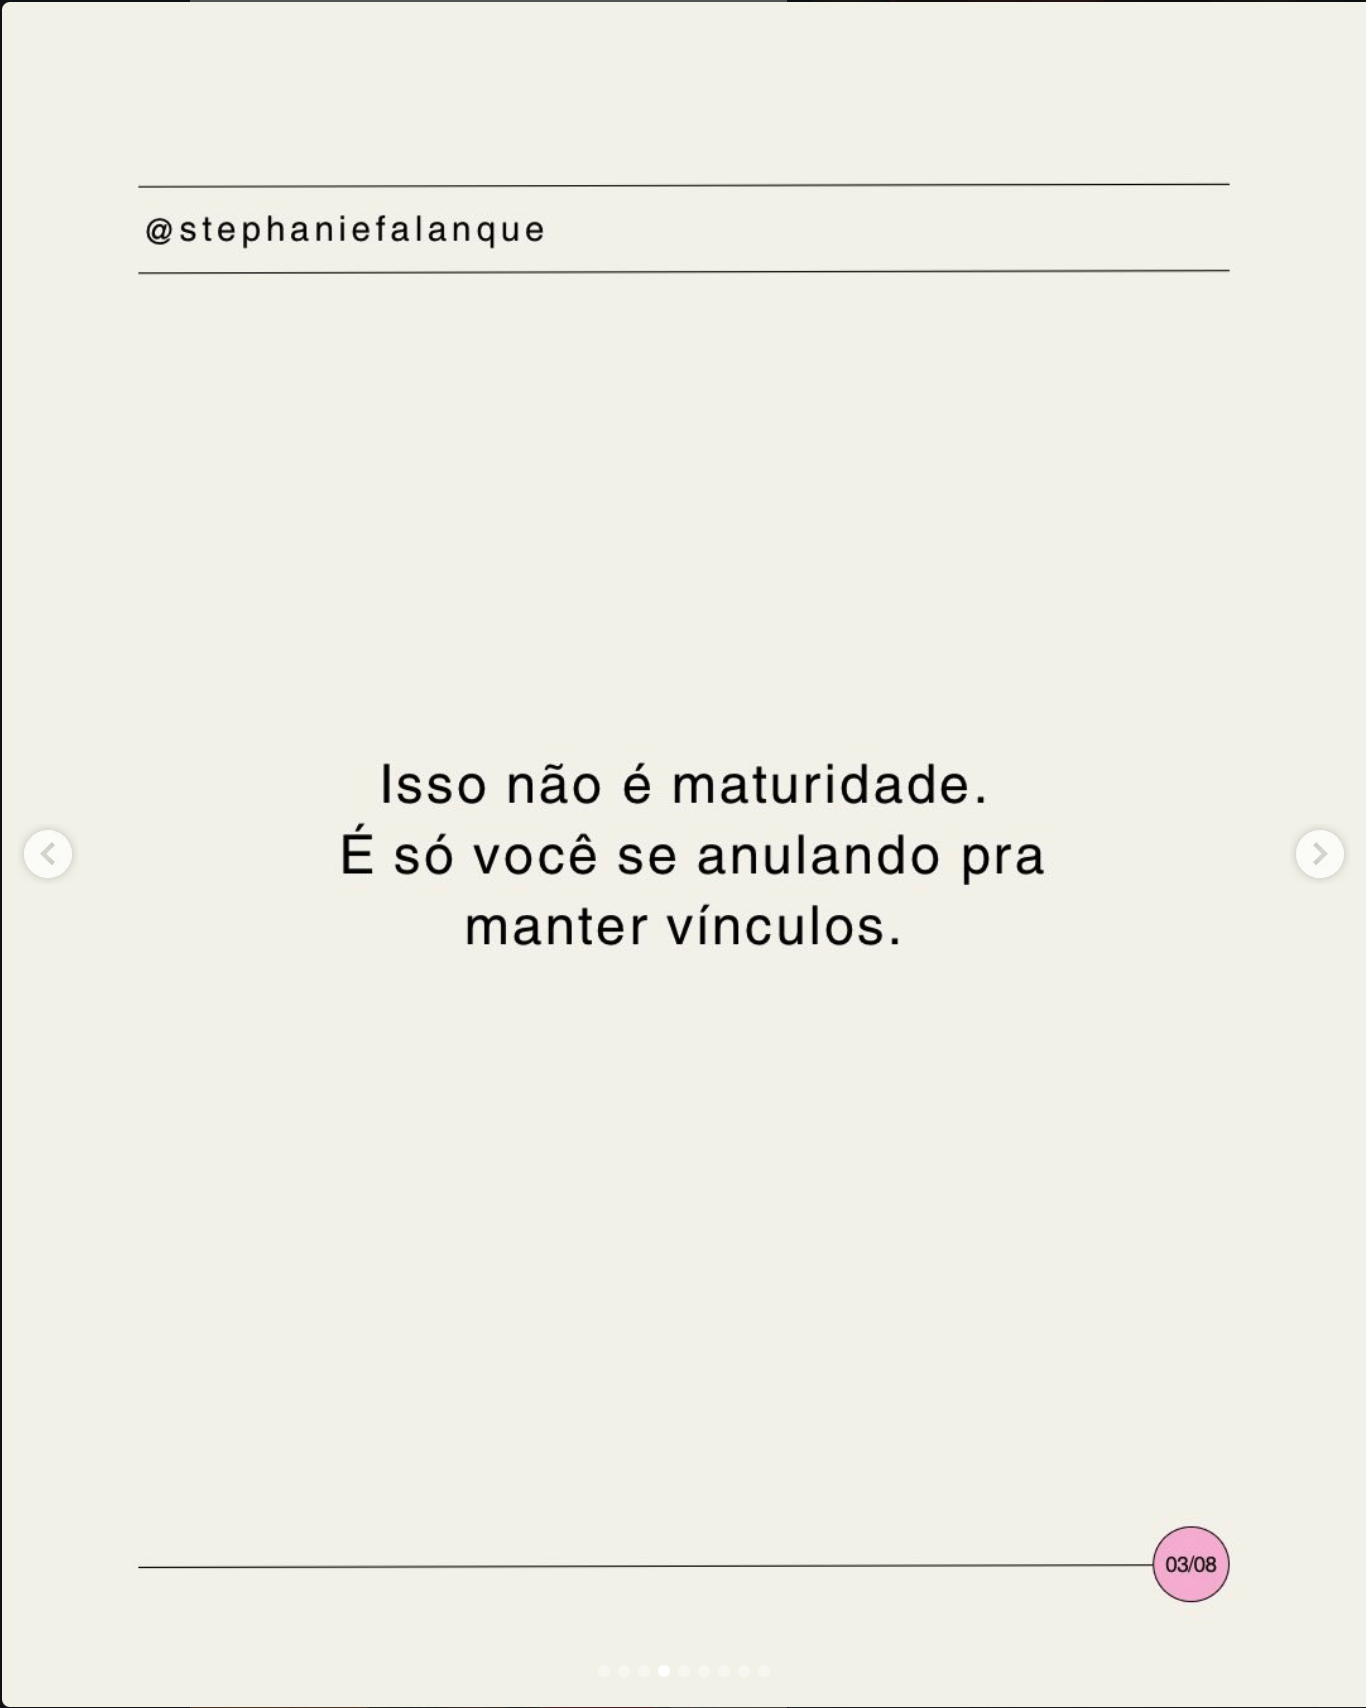 @stephaniefalanque
Isso não é maturidade.
É só você se anulando pra
manter vínculos.
03/08